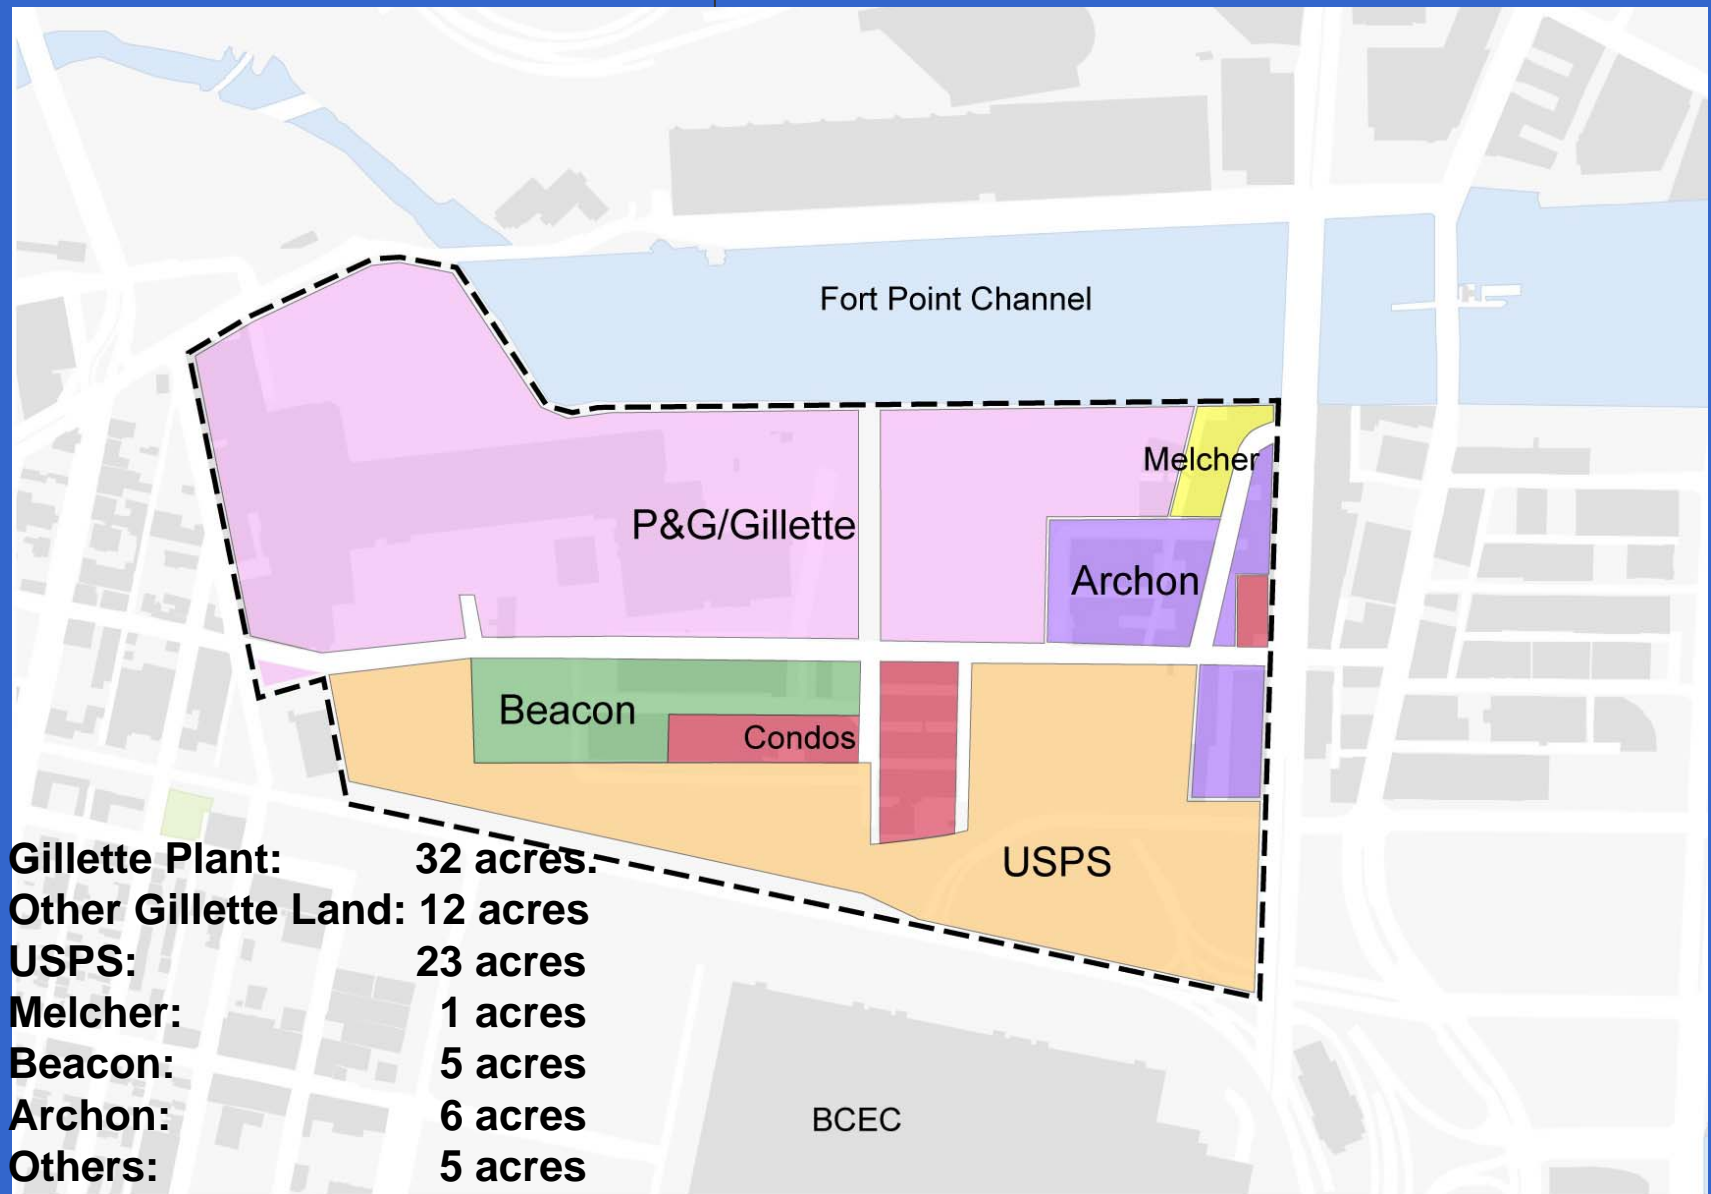 Fort Point Channel
Melcher
P&G/Gillette
Archon
Beacon
Condos
USPS
Gillette Plant: 32 acres.
Other Gillette Land: 12 acres
USPS: 23 acres
Melcher: 1 acres
Beacon: 5 acres
Archon: 6 acres
Others: 5 acres
BCEC